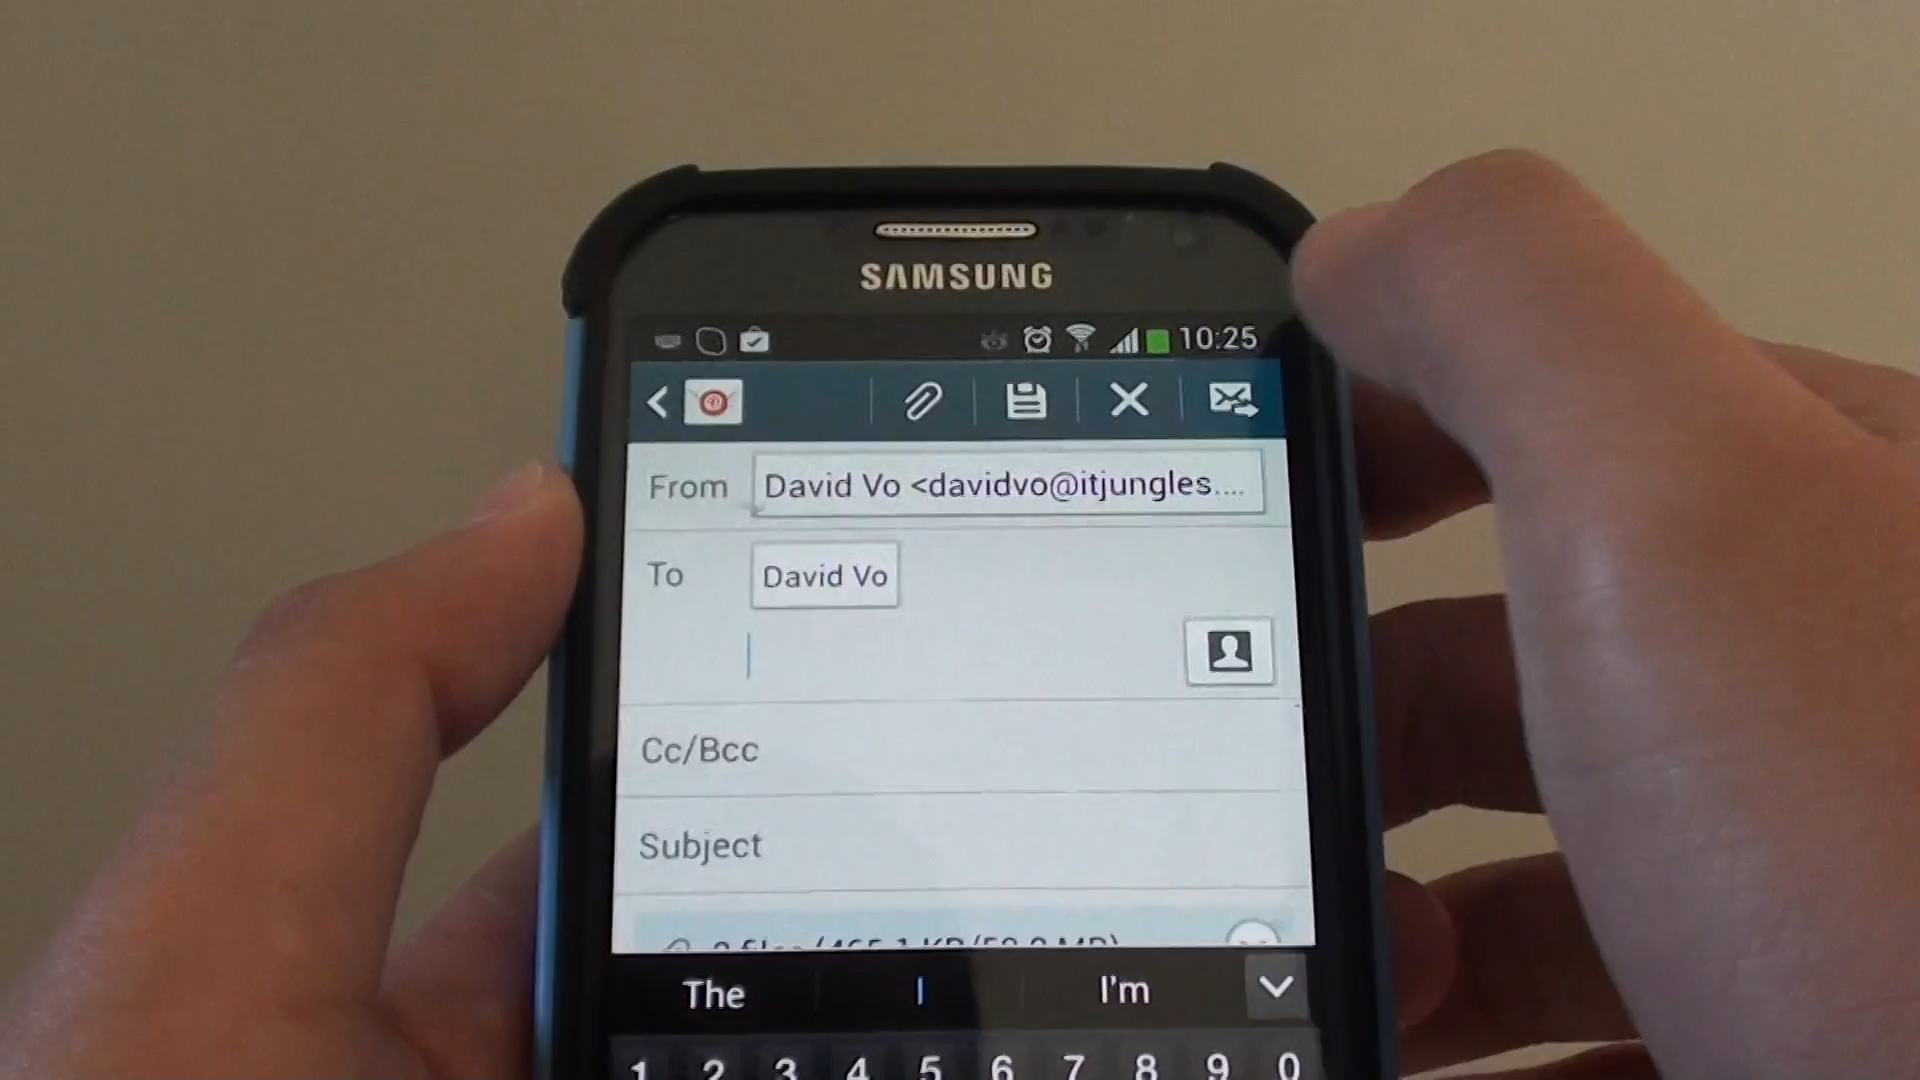 SAMSUNG
10:25
From David Vo <davidvo@itjungles....
To David Vo
Cc/Bcc
Subject
The I I'm
1 2 3 4 5 6 7 8 9 0